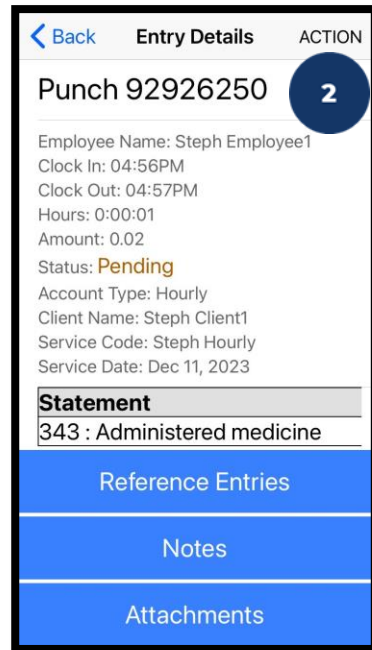 Back Entry Details ACTION
Punch 92926250 2
Employee Name: Steph Employee1
Clock In: 04:56PM
Clock Out: 04:57PM
Hours: 0:00:01
Amount: 0.02
Status: Pending
Account Type: Hourly
Client Name: Steph Client1
Service Code: Steph Hourly
Service Date: Dec 11, 2023
Statement
343 : Administered medicine
Reference Entries
Notes
Attachments